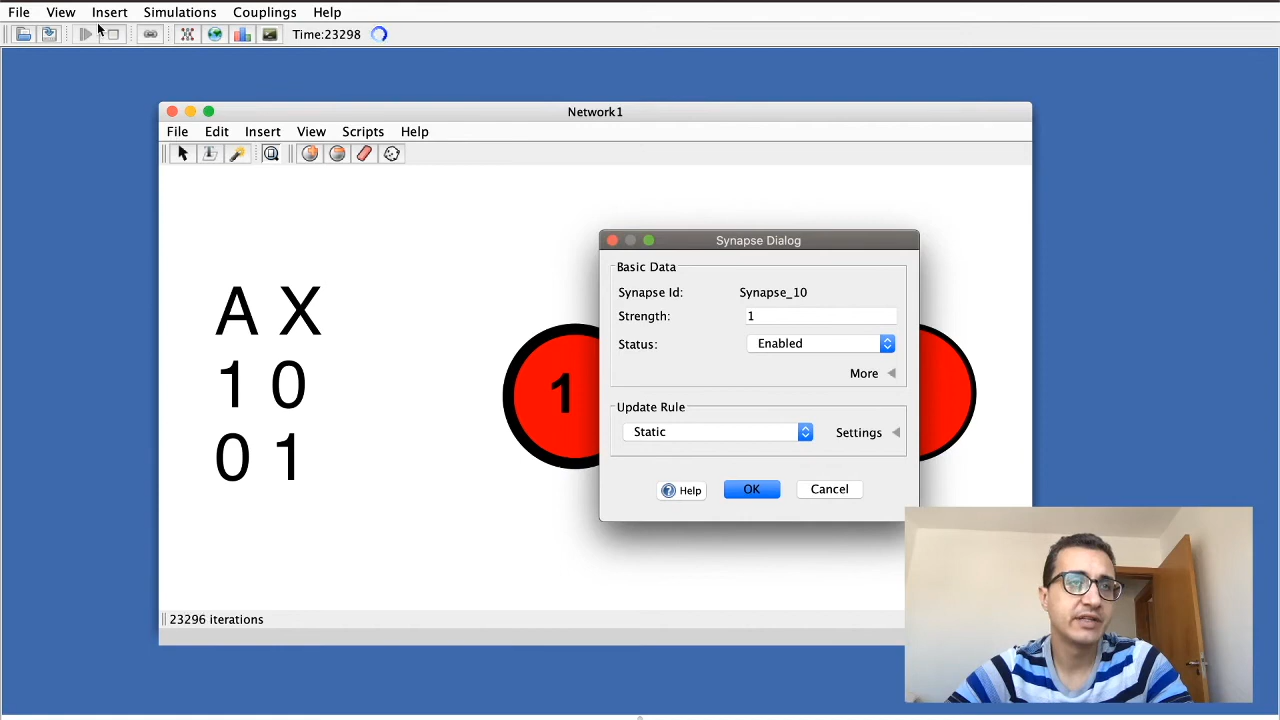 File View Insert Simulations Couplings Help
Time:23298
Network1
File Edit Insert View Scripts Help
A X
1 0
0 1
1
Synapse Dialog
Basic Data
Synapse Id: Synapse_10
Strength: 1
Status: Enabled
More
Update Rule
Static Settings
Help OK Cancel
23296 iterations